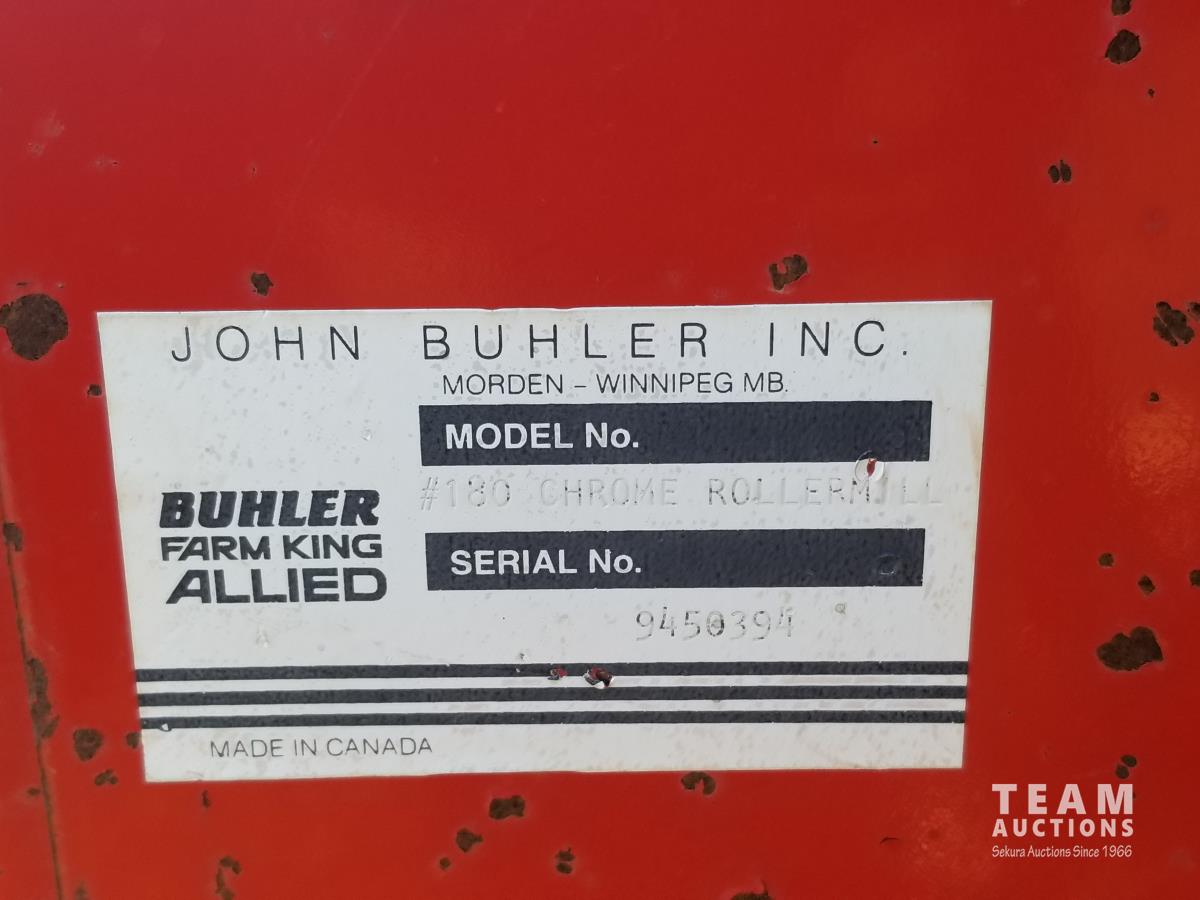 JOHN BUHLER INC.
MORDEN - WINNIPEG MB.
MODEL No.
#180 CHROME ROLLERMILL
BUHLER
FARM KING
ALLIED
SERIAL No.
9450394
MADE IN CANADA
TEAM
AUCTIONS
Sekura Auctions Since 1966